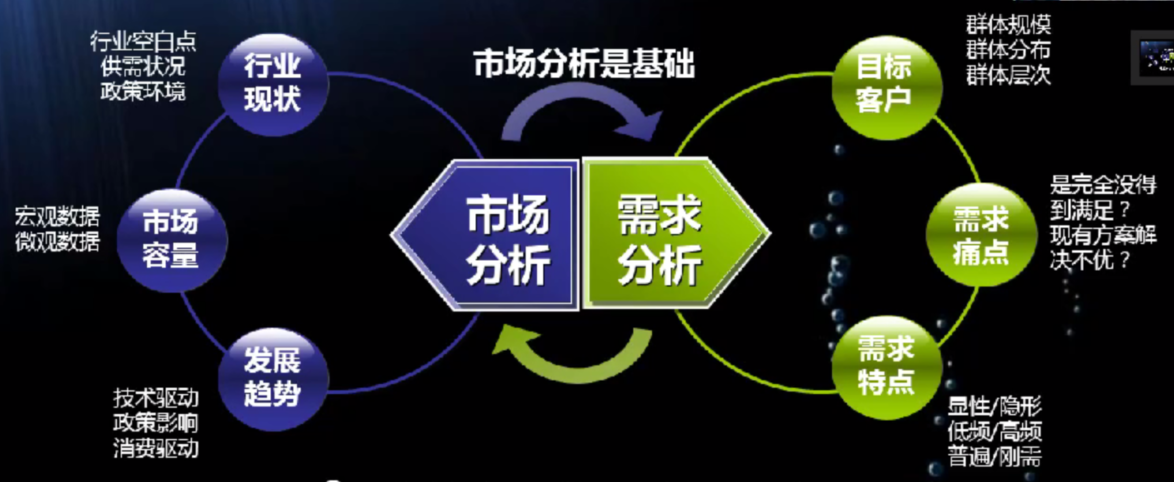 市场分析是基础
行业空白点
供需状况
政策环境
行业
现状
宏观数据
微观数据
市场
容量
技术驱动
政策影响
消费驱动
发展
趋势
市场
分析
需求
分析
目标
客户
群体规模
群体分布
群体层次
需求
痛点
是完全没得
到满足？
现有方案解
决不优？
需求
特点
显性/隐形
低频/高频
普遍/刚需